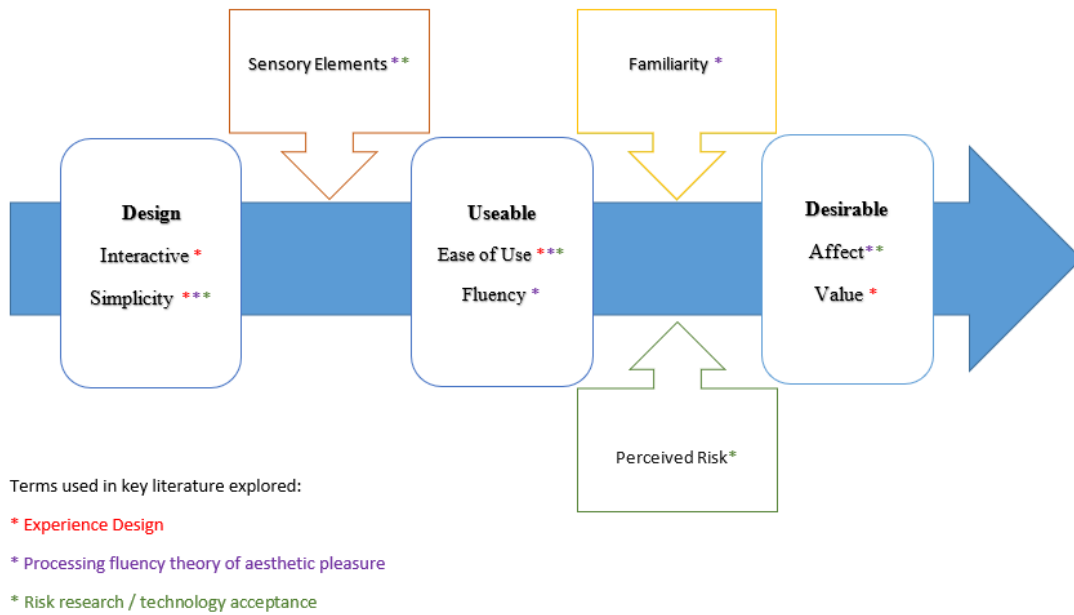 Sensory Elements **
Familiarity *
Design
Interactive *
Simplicity ***
Useable
Ease of Use ***
Fluency *
Desirable
Affect**
Value *
Perceived Risk*
Terms used in key literature explored:
* Experience Design
* Processing fluency theory of aesthetic pleasure
* Risk research / technology acceptance